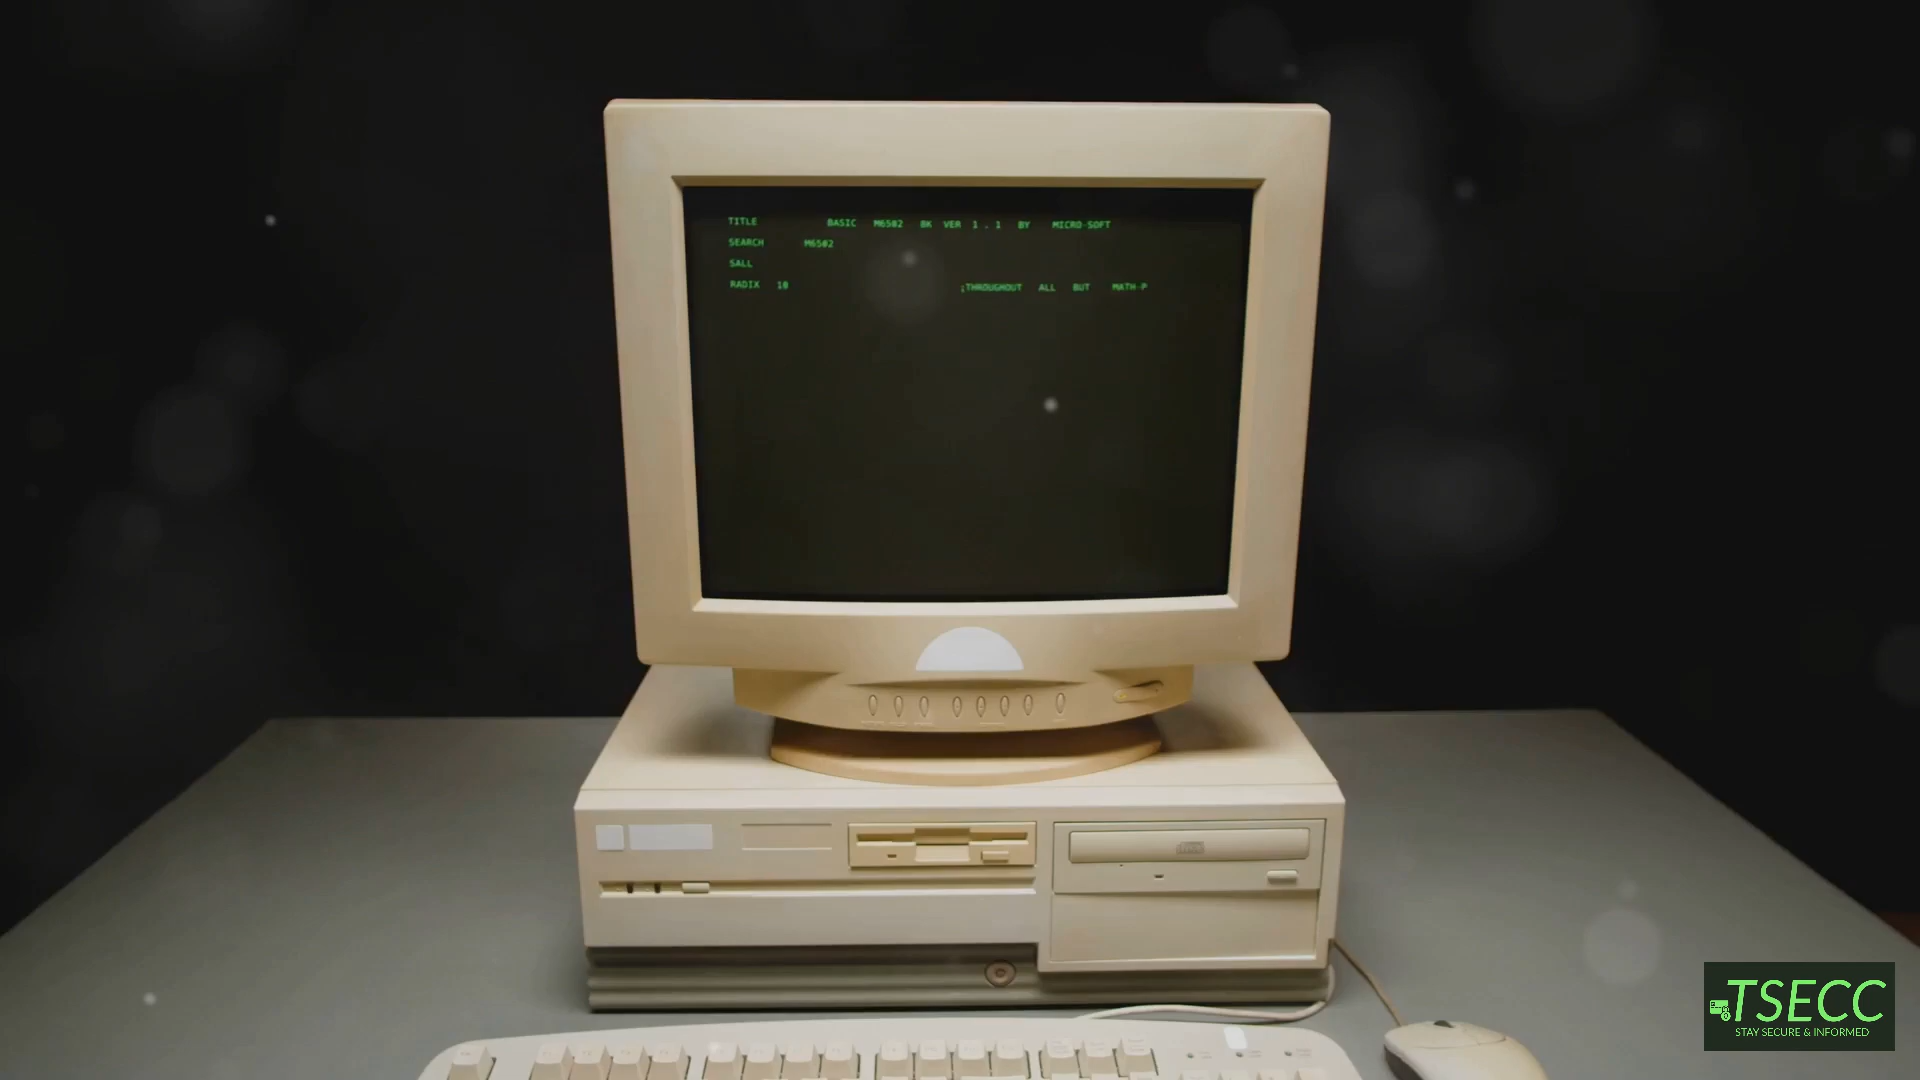 TITLE BASIC M6502 8K VER 1.1 BY MICRO-SOFT
SEARCH M6502
SALL
RADIX 10 ;THROUGHOUT ALL BUT MATH-P
TSECC
STAY SECURE & INFORMED